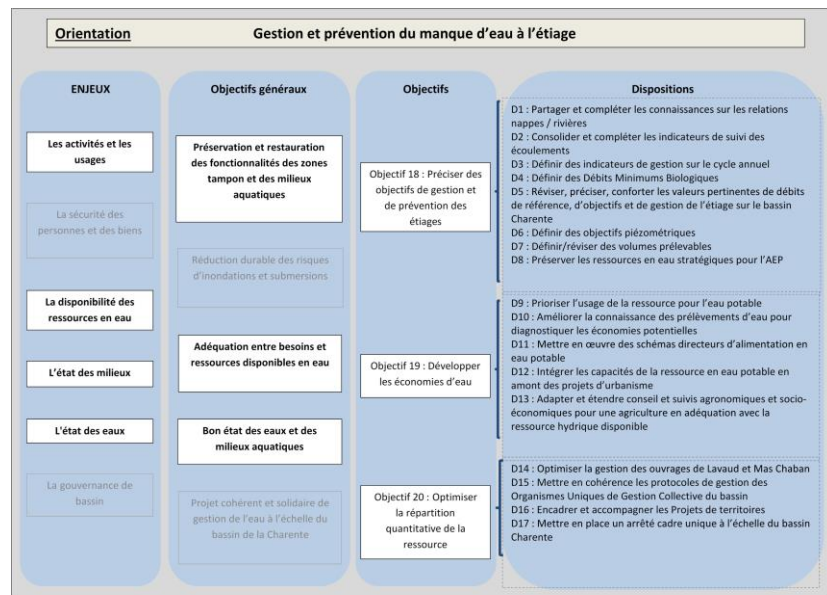 Orientation Gestion et prévention du manque d'eau à l'étiage
ENJEUX
Les activités et les
usages
La sécurité des
personnes et des biens
La disponibilité des
ressources en eau
L'état des milieux
L'état des eaux
La gouvernance de
bassin
Objectifs généraux
Préservation et restauration
des fonctionnalités des zones
tampon et des milieux
aquatiques
Réduction durable des risques
d'inondations et submersions
Adéquation entre besoins et
ressources disponibles en eau
Bon état des eaux et des
milieux aquatiques
Projet cohérent et solidaire de
gestion de l'eau à l'échelle du
bassin de la Charente
Objectifs
Objectif 18 : Préciser des
objectifs de gestion et
de prévention des
étiages
Objectif 19 : Développer
les économies d'eau
Objectif 20 : Optimiser
la répartition
quantitative de la
ressource
Dispositions
D1 : Partager et compléter les connaissances sur les relations
nappes / rivières
D2 : Consolider et compléter les indicateurs de suivi des
écoulements
D3 : Définir des indicateurs de gestion sur le cycle annuel
D4 : Définir des Débits Minimums Biologiques
D5 : Réviser, préciser, conforter les valeurs pertinentes de débits
de référence, d'objectifs et de gestion de l'étiage sur le bassin
Charente
D6 : Définir des objectifs piézométriques
D7 : Définir/réviser des volumes prélevables
D8 : Préserver les ressources en eau stratégiques pour l'AEP
D9 : Prioriser l'usage de la ressource pour l'eau potable
D10 : Améliorer la connaissance des prélèvements d'eau pour
diagnostiquer les économies potentielles
D11 : Mettre en œuvre des schémas directeurs d'alimentation en
eau potable
D12 : Intégrer les capacités de la ressource en eau potable en
amont des projets d'urbanisme
D13 : Adapter et étendre conseil et suivis agronomiques et socio-
économiques pour une agriculture en adéquation avec la
ressource hydrique disponible
D14 : Optimiser la gestion des ouvrages de Lavaud et Mas Chaban
D15 : Mettre en cohérence les protocoles de gestion des
Organismes Uniques de Gestion Collective du bassin
D16 : Encadrer et accompagner les Projets de territoires
D17 : Mettre en place un arrêté cadre unique à l'échelle du bassin
Charente